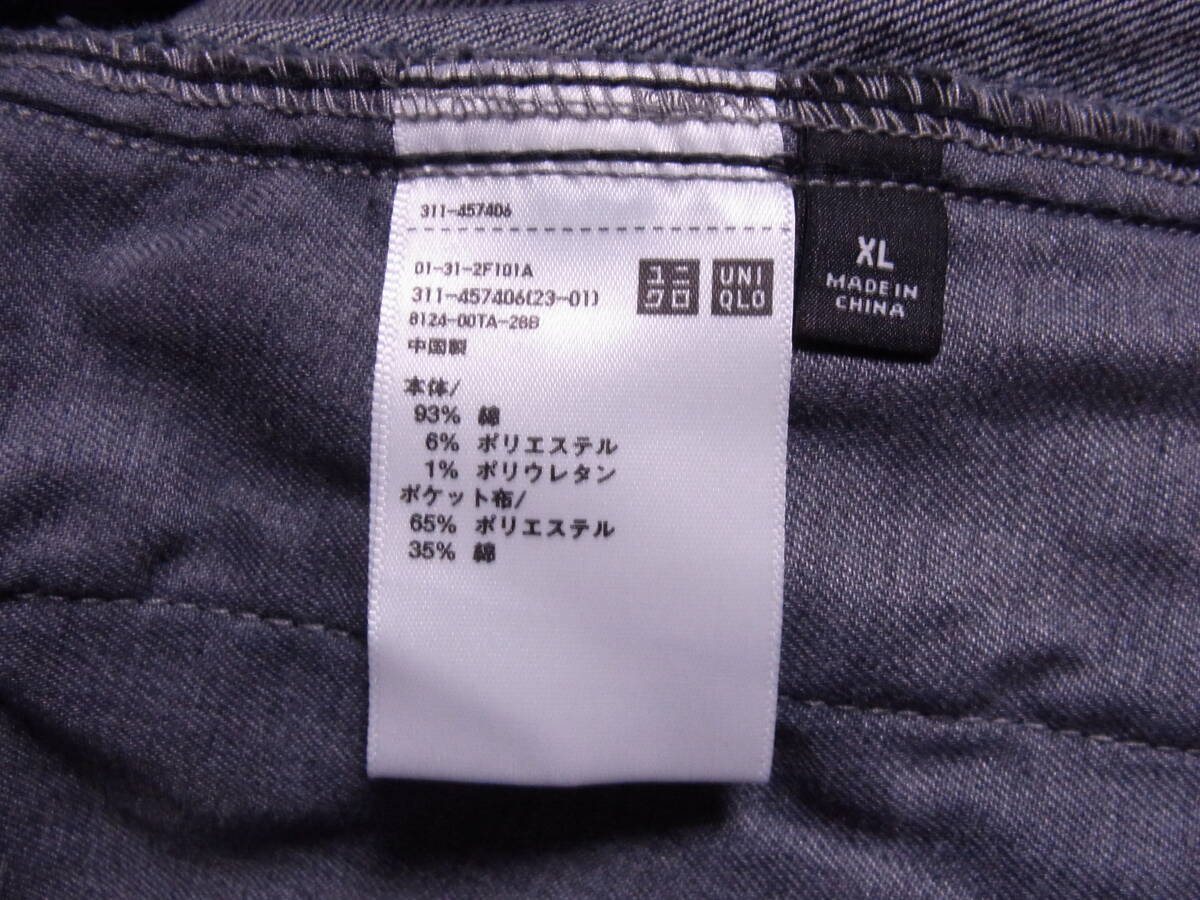 311-457406
01-31-2F101A
311-457406(23-01)
8124-00TA-28B
中国製
ユニ
クロ
UNI
QLO
本体/
93% 綿
6% ポリエステル
1% ポリウレタン
ポケット布/
65% ポリエステル
35% 綿
XL
MADE IN
CHINA